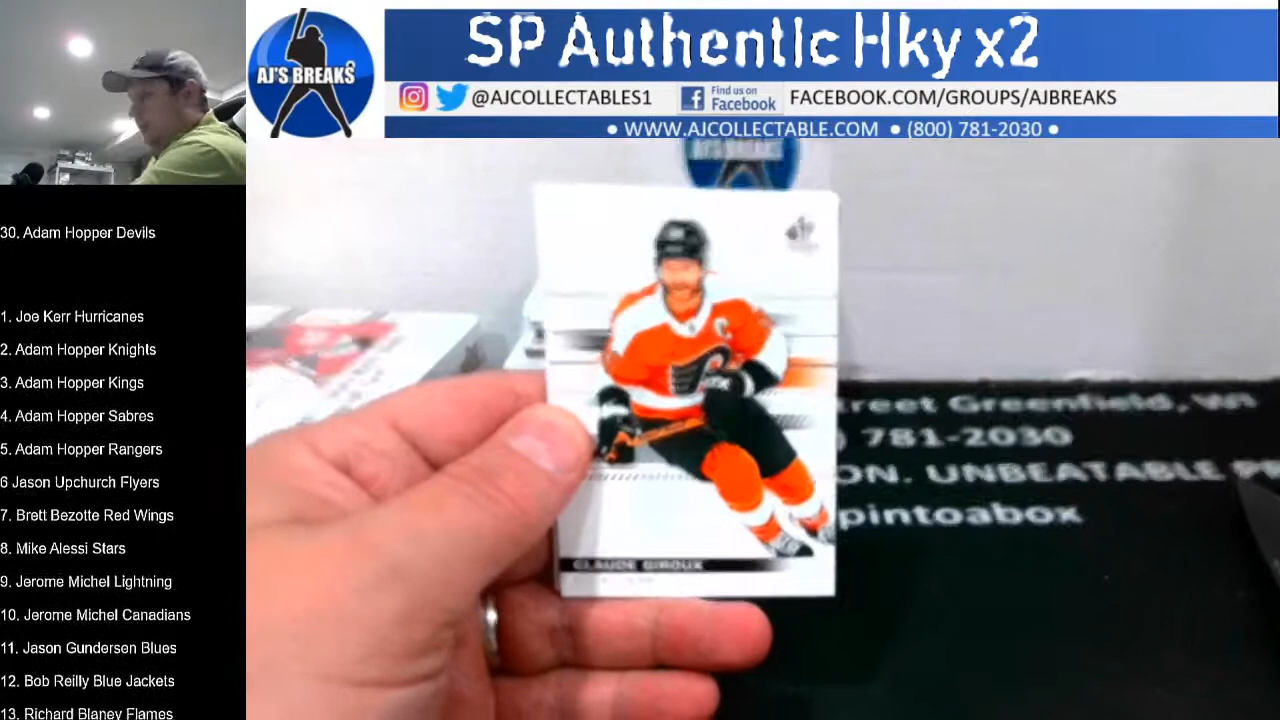 SP Authentic Hky x2
AJ'S BREAKS
@AJCOLLECTABLES1
Find us on
Facebook
FACEBOOK.COM/GROUPS/AJBREAKS
• WWW.AJCOLLECTABLE.COM • (800) 781-2030 •
AJ'S BREAKS
30. Adam Hopper Devils
1. Joe Kerr Hurricanes
2. Adam Hopper Knights
3. Adam Hopper Kings
4. Adam Hopper Sabres
5. Adam Hopper Rangers
6 Jason Upchurch Flyers
7. Brett Bezotte Red Wings
8. Mike Alessi Stars
9. Jerome Michel Lightning
10. Jerome Michel Canadians
11. Jason Gundersen Blues
12. Bob Reilly Blue Jackets
13. Richard Blaney Flames
C
CLAUDE GIROUX
treet Greenfield, WI
) 781-2030
ON. UNBEATABLE
pintoabox